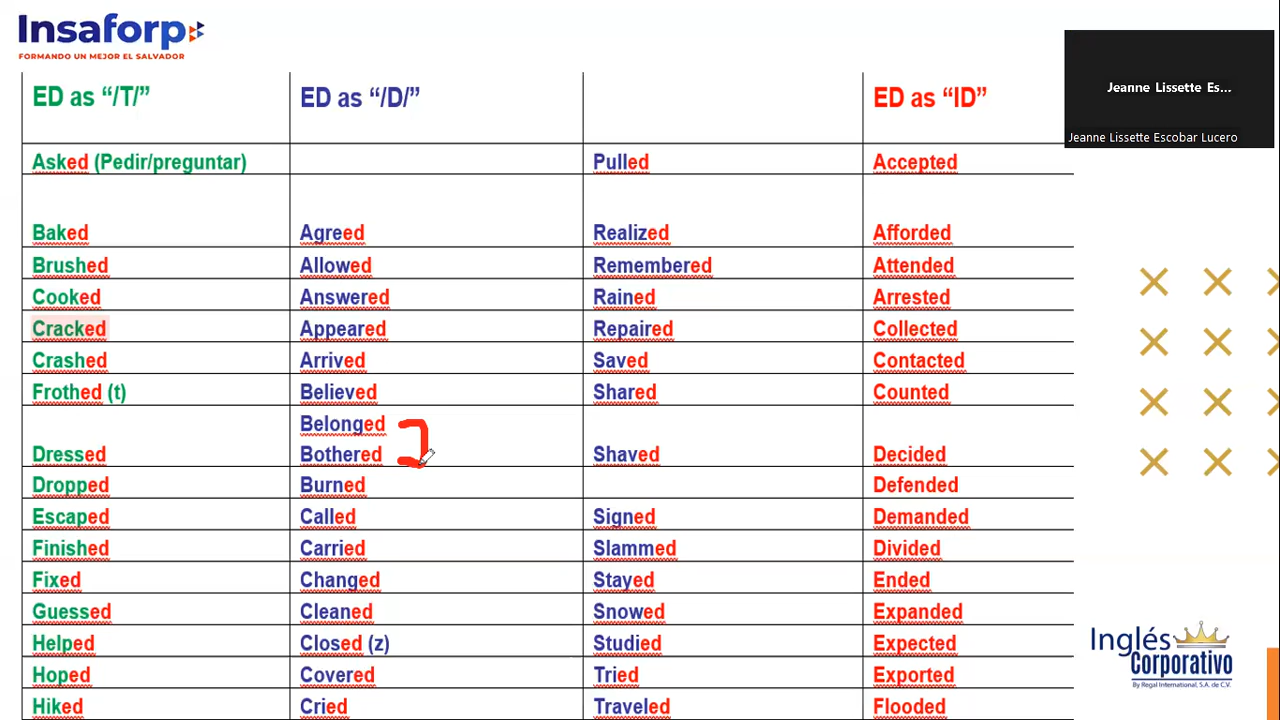 Insaforp
FORMANDO UN MEJOR EL SALVADOR
Jeanne Lissette Es...
Jeanne Lissette Escobar Lucero
ED as “/T/” ED as “/D/” ED as “ID”
Asked (Pedir/preguntar) Pulled Accepted
Baked Agreed Realized Afforded
Brushed Allowed Remembered Attended
Cooked Answered Rained Arrested
Cracked Appeared Repaired Collected
Crashed Arrived Saved Contacted
Frothed (t) Believed Shared Counted
Belonged
Dressed Bothered Shaved Decided
Dropped Burned Defended
Escaped Called Signed Demanded
Finished Carried Slammed Divided
Fixed Changed Stayed Ended
Guessed Cleaned Snowed Expanded
Helped Closed (z) Studied Expected
Hoped Covered Tried Exported
Hiked Cried Traveled Flooded
Inglés
Corporativo
By Regal International, S.A. de C.V.